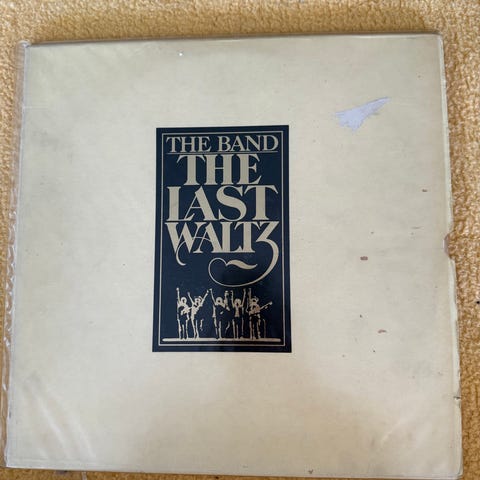 THE BAND
THE
LAST
WALTZ